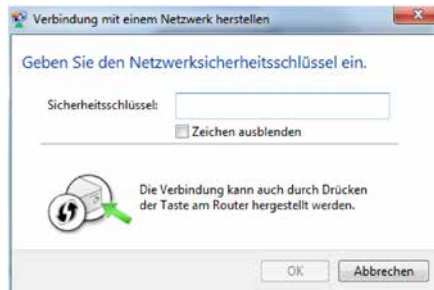 Verbindung mit einem Netzwerk herstellen
Geben Sie den Netzwerksicherheitsschlüssel ein.
Sicherheitsschlüssel:
Zeichen ausblenden
Die Verbindung kann auch durch Drücken
der Taste am Router hergestellt werden.
OK Abbrechen